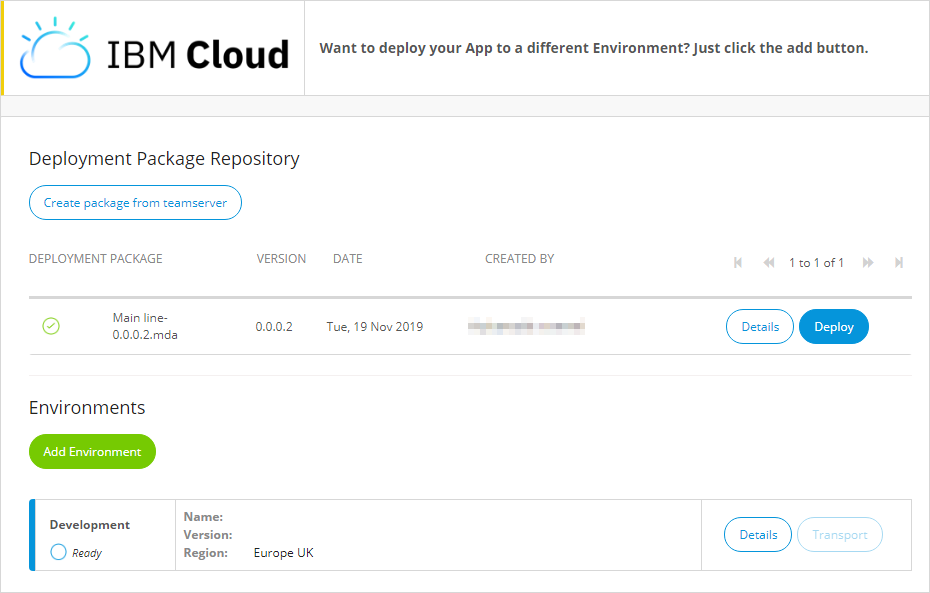 IBM Cloud
Want to deploy your App to a different Environment? Just click the add button.
Deployment Package Repository
Create package from teamserver
DEPLOYMENT PACKAGE VERSION DATE CREATED BY 1 to 1 of 1
Main line-
0.0.0.2.mda
0.0.0.2 Tue, 19 Nov 2019 Details Deploy
Environments
Add Environment
Development
Ready
Name:
Version:
Region: Europe UK
Details Transport